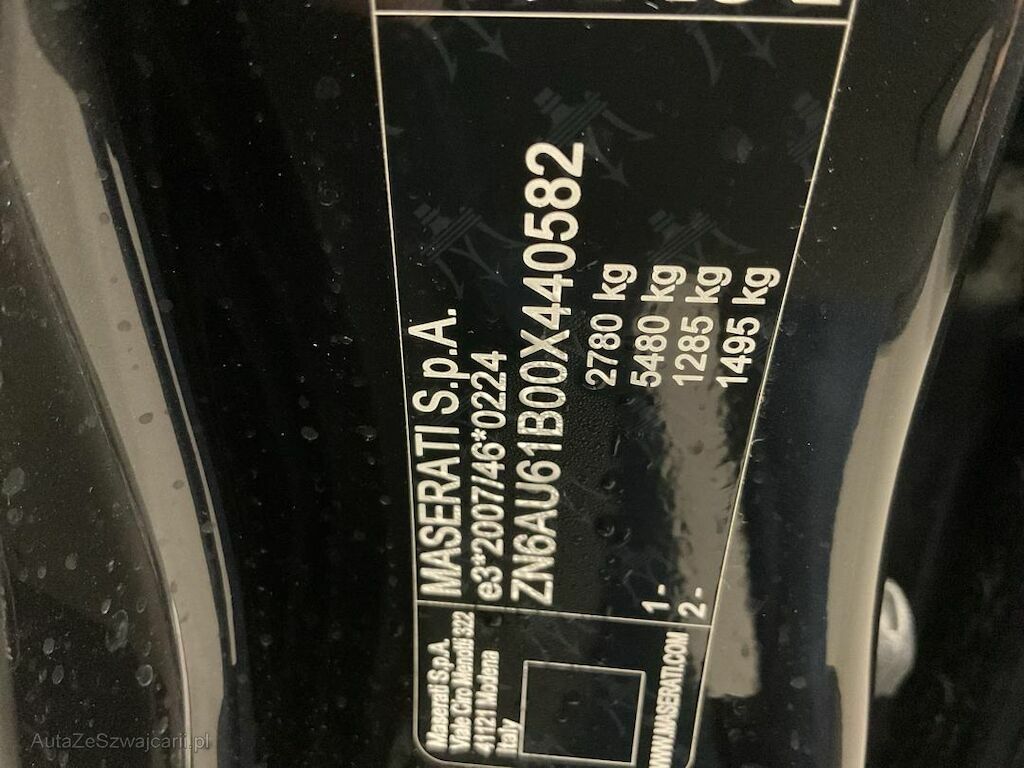 MASERATI S.p.A.
e3*2007/46*0224
ZN6AU61B00X440582
2780 kg
5480 kg
1- 1285 kg
2- 1495 kg
Maserati S.p.A.
Viale Ciro Menotti 322
41121 Modena
Italy
WWW.MASERATI.COM
AutaZeSzwajcarii.pl